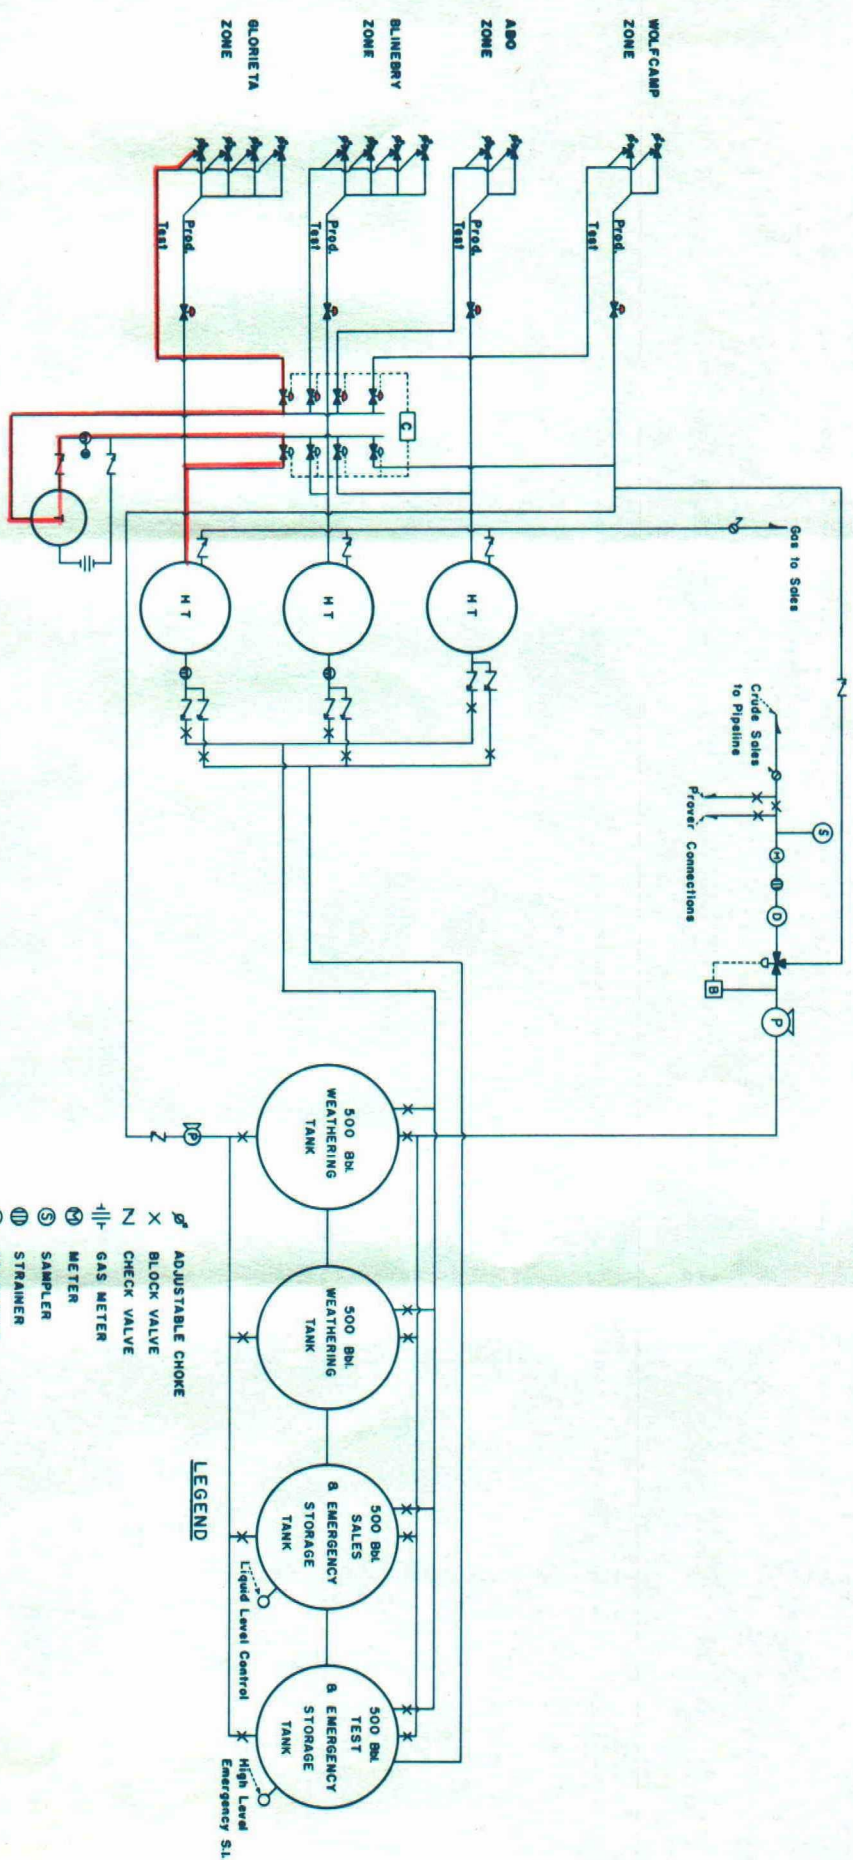 WOLFCAMP
ZONE
ABO
ZONE
BLINEBRY
ZONE
GLORIETA
ZONE
Prod.
Test
Prod.
Test
Prod.
Test
Prod.
Test
C
Gas to Sales
H T
H T
H T
Crude Sales
to Pipeline
Prover Connections
S
M
D
B
P
500 Bbl.
WEATHERING
TANK
500 Bbl.
WEATHERING
TANK
500 Bbl.
SALES
& EMERGENCY
STORAGE
TANK
500 Bbl.
TEST
& EMERGENCY
STORAGE
TANK
P
Liquid Level Control
High Level
Emergency S.I.
LEGEND
ADJUSTABLE CHOKE
BLOCK VALVE
CHECK VALVE
GAS METER
M METER
S SAMPLER
STRAINER